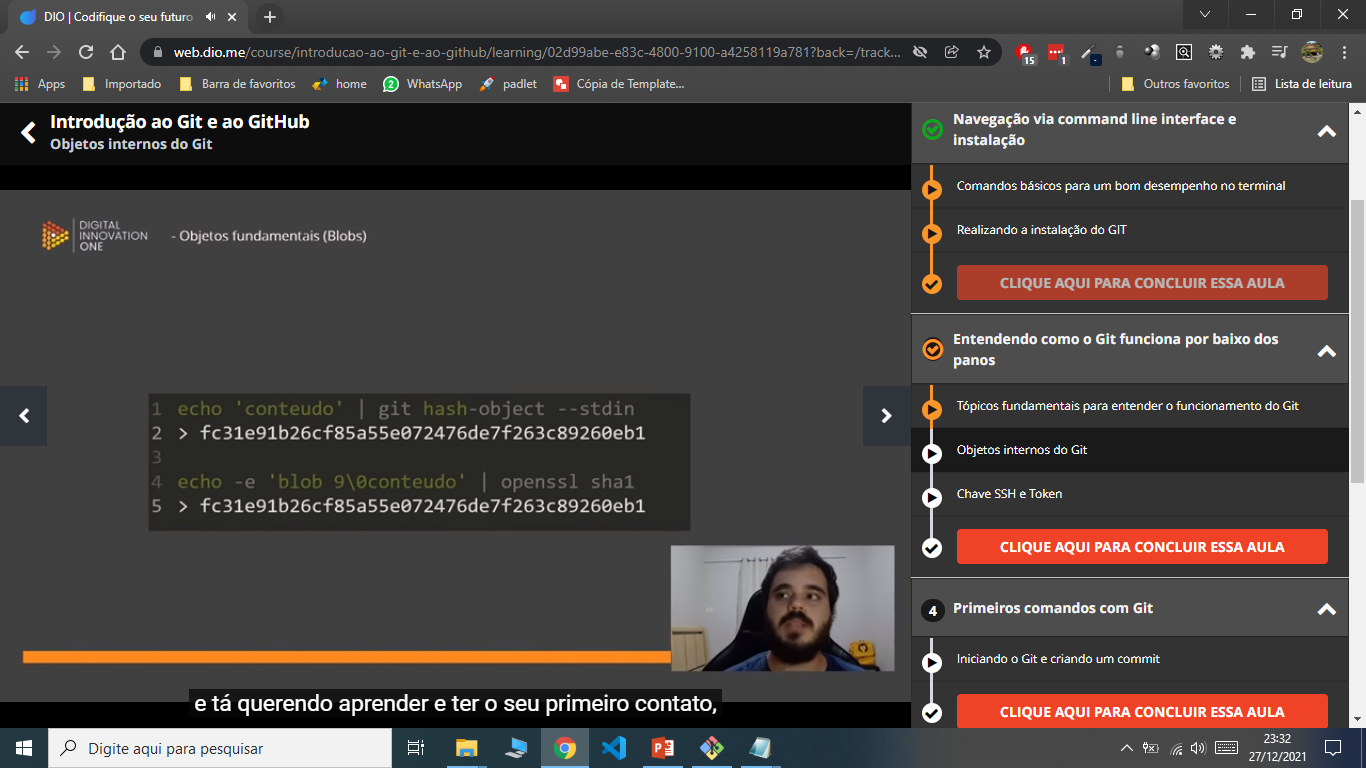 DIO | Codifique o seu futuro
web.dio.me/course/introducao-ao-git-e-ao-github/learning/02d99abe-e83c-4800-9100-a4258119a781?back=/track...
15
1
Apps
Importado
Barra de favoritos
home
2
WhatsApp
padlet
Cópia de Template...
Outros favoritos
Lista de leitura
Introdução ao Git e ao GitHub
Objetos internos do Git
DIGITAL
INNOVATION
ONE
- Objetos fundamentais (Blobs)
1 echo 'conteudo' | git hash-object --stdin
2 > fc31e91b26cf85a55e072476de7f263c89260eb1
3
4 echo -e 'blob 9\0conteudo' | openssl sha1
5 > fc31e91b26cf85a55e072476de7f263c89260eb1
e tá querendo aprender e ter o seu primeiro contato,
Navegação via command line interface e
instalação
Comandos básicos para um bom desempenho no terminal
Realizando a instalação do GIT
CLIQUE AQUI PARA CONCLUIR ESSA AULA
Entendendo como o Git funciona por baixo dos
panos
Tópicos fundamentais para entender o funcionamento do Git
Objetos internos do Git
Chave SSH e Token
CLIQUE AQUI PARA CONCLUIR ESSA AULA
4 Primeiros comandos com Git
Iniciando o Git e criando um commit
CLIQUE AQUI PARA CONCLUIR ESSA AULA
Digite aqui para pesquisar
23:32
27/12/2021